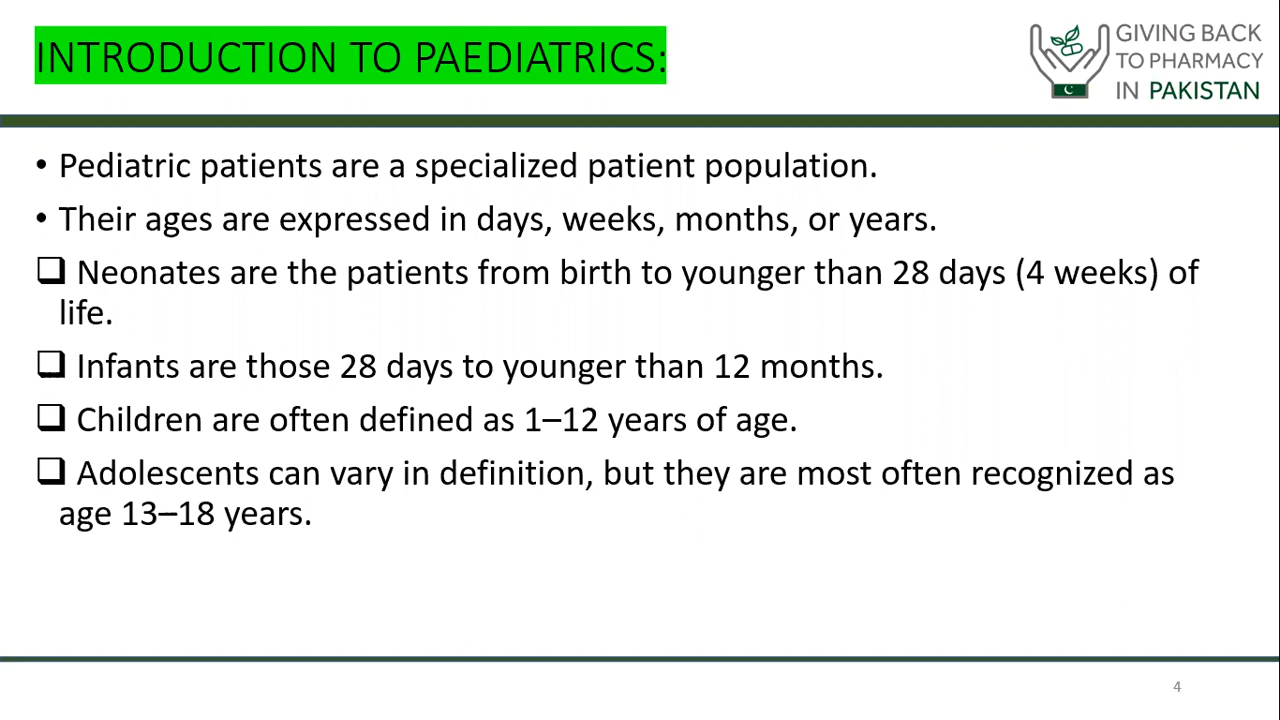 INTRODUCTION TO PAEDIATRICS:
GIVING BACK
TO PHARMACY
IN PAKISTAN
• Pediatric patients are a specialized patient population.
• Their ages are expressed in days, weeks, months, or years.
❑ Neonates are the patients from birth to younger than 28 days (4 weeks) of
life.
❑ Infants are those 28 days to younger than 12 months.
❑ Children are often defined as 1–12 years of age.
❑ Adolescents can vary in definition, but they are most often recognized as
age 13–18 years.
4